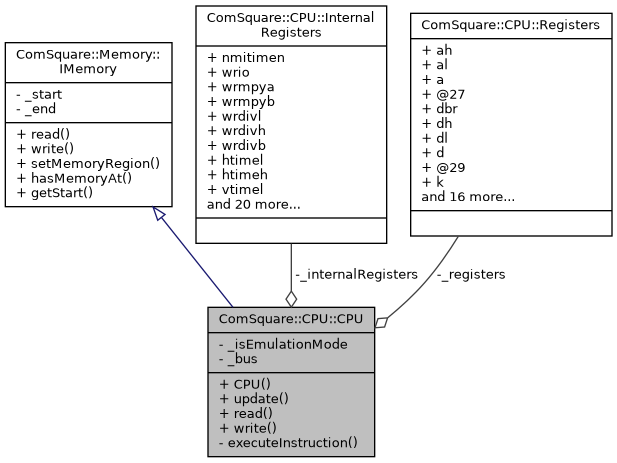 ComSquare::Memory::
IMemory
- _start
- _end
+ read()
+ write()
+ setMemoryRegion()
+ hasMemoryAt()
+ getStart()
ComSquare::CPU::Internal
Registers
+ nmitimen
+ wrio
+ wrmpya
+ wrmpyb
+ wrdivl
+ wrdivh
+ wrdivb
+ htimel
+ htimeh
+ vtimel
and 20 more...
ComSquare::CPU::Registers
+ ah
+ al
+ a
+ @27
+ dbr
+ dh
+ dl
+ d
+ @29
+ k
and 16 more...
-_internalRegisters
-_registers
ComSquare::CPU::CPU
- _isEmulationMode
- _bus
+ CPU()
+ update()
+ read()
+ write()
- executeInstruction()